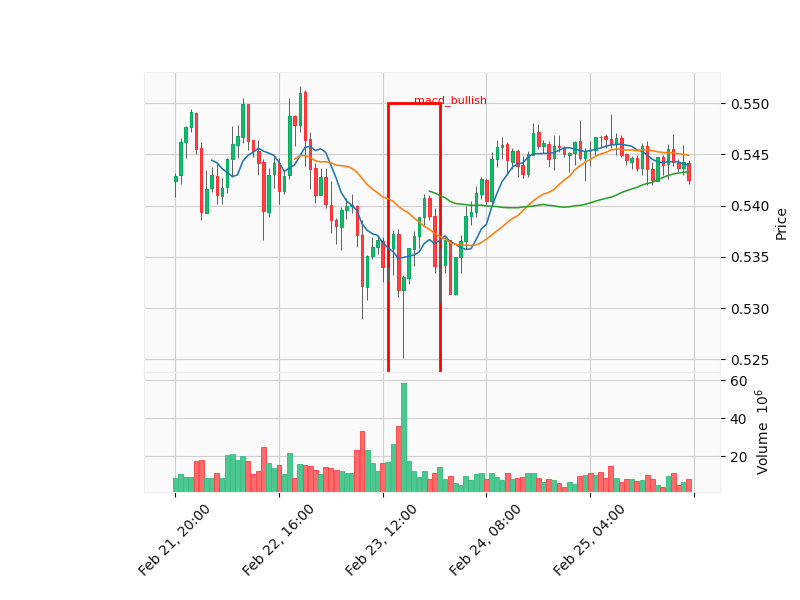 macd_bullish
0.550
0.545
0.540
0.535
0.530
0.525
Price
60
40
20
Volume 10^6
Feb 21, 20:00
Feb 22, 16:00
Feb 23, 12:00
Feb 24, 08:00
Feb 25, 04:00